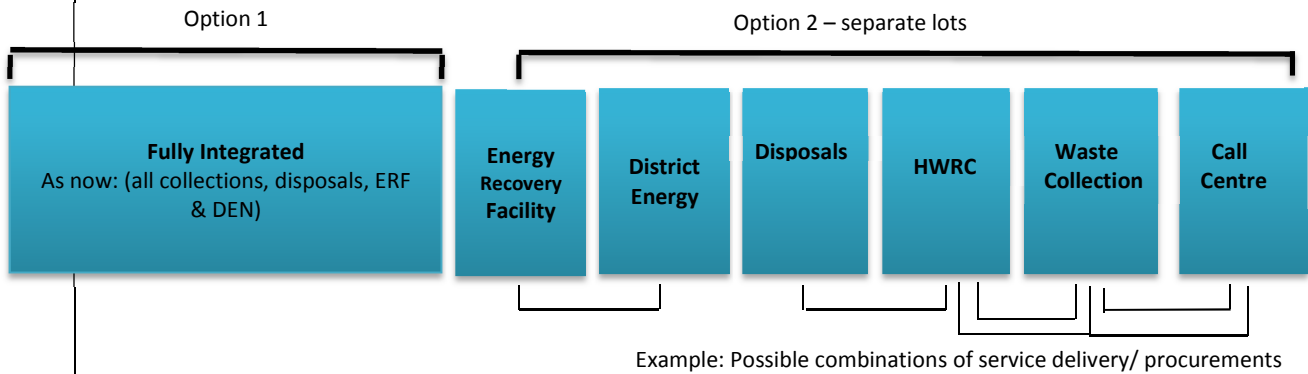 Option 1
Option 2 – separate lots
Fully Integrated
As now: (all collections, disposals, ERF
& DEN)
Energy
Recovery
Facility
District
Energy
Disposals
HWRC
Waste
Collection
Call
Centre
Example: Possible combinations of service delivery/ procurements